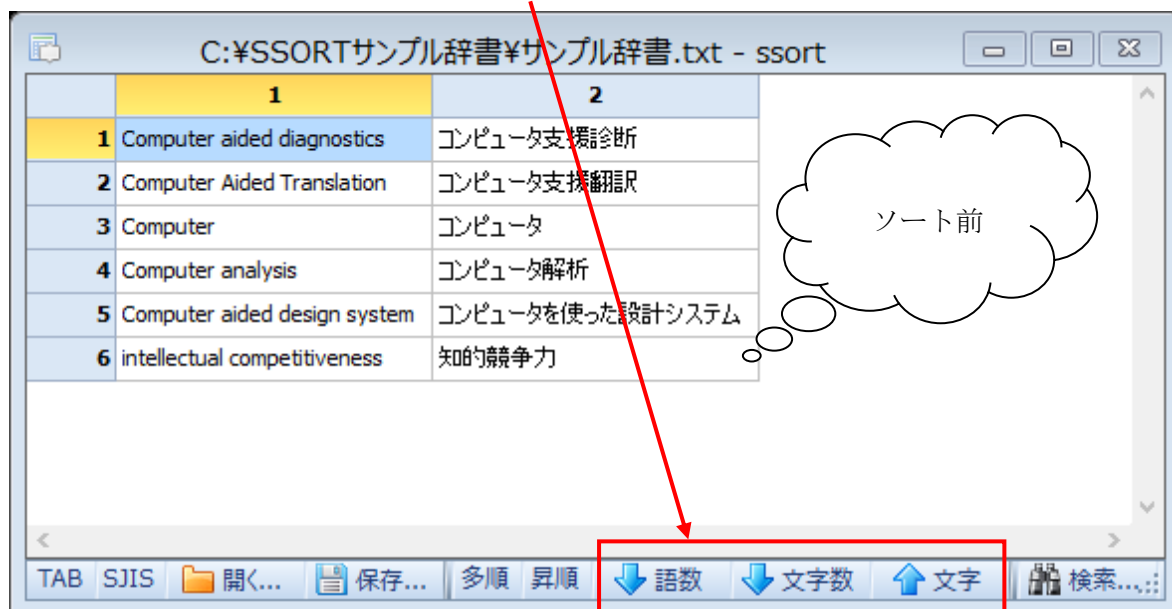 C:¥SSORTサンプル辞書¥サンプル辞書.txt - ssort
1 2
1 Computer aided diagnostics コンピュータ支援診断
2 Computer Aided Translation コンピュータ支援翻訳
3 Computer コンピュータ
4 Computer analysis コンピュータ解析
5 Computer aided design system コンピュータを使った設計システム
6 intellectual competitiveness 知的競争力
ソート前
TAB SJIS 開く... 保存... 多順 昇順 語数 文字数 文字 検索...